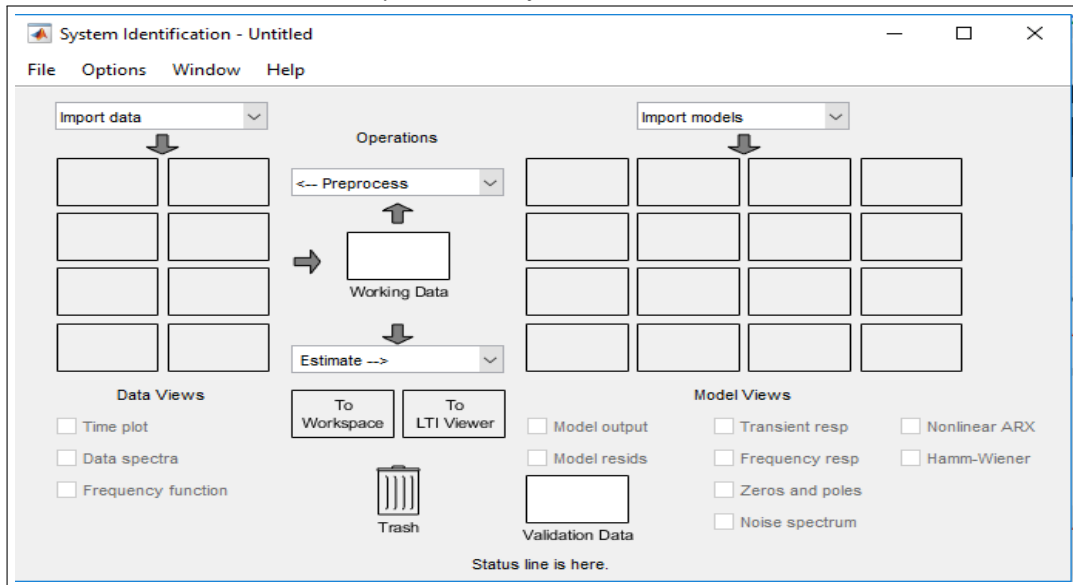 System Identification - Untitled
File Options Window Help
Import data
Import models
Operations
<-- Preprocess
Working Data
Estimate -->
Data Views
Time plot
Data spectra
Frequency function
To Workspace
To LTI Viewer
Trash
Model Views
Model output
Model resids
Transient resp
Frequency resp
Zeros and poles
Noise spectrum
Nonlinear ARX
Hamm-Wiener
Validation Data
Status line is here.